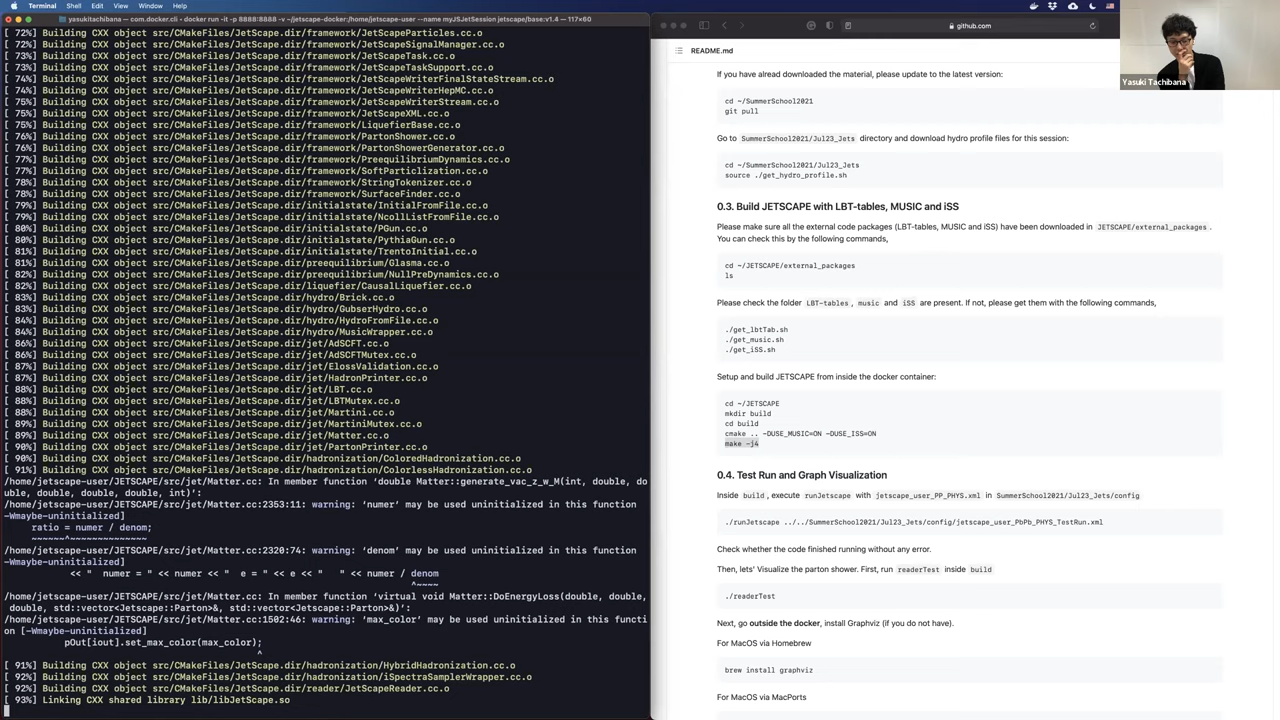 Terminal Shell Edit View Window Help
yasukitachibana — com.docker.cli ◂ docker run -it -p 8888:8888 -v ~/jetscape-docker:/home/jetscape-user --name myJSJetSession jetscape/base:v1.4 — 117×60
[ 72%] Building CXX object src/CMakeFiles/JetScape.dir/framework/JetScapeParticles.cc.o
[ 72%] Building CXX object src/CMakeFiles/JetScape.dir/framework/JetScapeSignalManager.cc.o
[ 73%] Building CXX object src/CMakeFiles/JetScape.dir/framework/JetScapeTask.cc.o
[ 73%] Building CXX object src/CMakeFiles/JetScape.dir/framework/JetScapeTaskSupport.cc.o
[ 74%] Building CXX object src/CMakeFiles/JetScape.dir/framework/JetScapeWriterFinalStateStream.cc.o
[ 74%] Building CXX object src/CMakeFiles/JetScape.dir/framework/JetScapeWriterHepMC.cc.o
[ 75%] Building CXX object src/CMakeFiles/JetScape.dir/framework/JetScapeWriterStream.cc.o
[ 75%] Building CXX object src/CMakeFiles/JetScape.dir/framework/JetScapeXML.cc.o
[ 75%] Building CXX object src/CMakeFiles/JetScape.dir/framework/LiquefierBase.cc.o
[ 76%] Building CXX object src/CMakeFiles/JetScape.dir/framework/PartonShower.cc.o
[ 76%] Building CXX object src/CMakeFiles/JetScape.dir/framework/PartonShowerGenerator.cc.o
[ 77%] Building CXX object src/CMakeFiles/JetScape.dir/framework/PreequilibriumDynamics.cc.o
[ 77%] Building CXX object src/CMakeFiles/JetScape.dir/framework/SoftParticlization.cc.o
[ 78%] Building CXX object src/CMakeFiles/JetScape.dir/framework/StringTokenizer.cc.o
[ 78%] Building CXX object src/CMakeFiles/JetScape.dir/framework/SurfaceFinder.cc.o
[ 79%] Building CXX object src/CMakeFiles/JetScape.dir/initialstate/InitialFromFile.cc.o
[ 79%] Building CXX object src/CMakeFiles/JetScape.dir/initialstate/NcollListFromFile.cc.o
[ 80%] Building CXX object src/CMakeFiles/JetScape.dir/initialstate/PGun.cc.o
[ 80%] Building CXX object src/CMakeFiles/JetScape.dir/initialstate/PythiaGun.cc.o
[ 81%] Building CXX object src/CMakeFiles/JetScape.dir/initialstate/TrentoInitial.cc.o
[ 81%] Building CXX object src/CMakeFiles/JetScape.dir/preequilibrium/Glasma.cc.o
[ 82%] Building CXX object src/CMakeFiles/JetScape.dir/preequilibrium/NullPreDynamics.cc.o
[ 82%] Building CXX object src/CMakeFiles/JetScape.dir/liquefier/CausalLiquefier.cc.o
[ 83%] Building CXX object src/CMakeFiles/JetScape.dir/hydro/Brick.cc.o
[ 83%] Building CXX object src/CMakeFiles/JetScape.dir/hydro/GubserHydro.cc.o
[ 84%] Building CXX object src/CMakeFiles/JetScape.dir/hydro/HydroFromFile.cc.o
[ 84%] Building CXX object src/CMakeFiles/JetScape.dir/hydro/MusicWrapper.cc.o
[ 86%] Building CXX object src/CMakeFiles/JetScape.dir/jet/AdSCFT.cc.o
[ 86%] Building CXX object src/CMakeFiles/JetScape.dir/jet/AdSCFTMutex.cc.o
[ 87%] Building CXX object src/CMakeFiles/JetScape.dir/jet/ElossValidation.cc.o
[ 87%] Building CXX object src/CMakeFiles/JetScape.dir/jet/HadronPrinter.cc.o
[ 88%] Building CXX object src/CMakeFiles/JetScape.dir/jet/LBT.cc.o
[ 88%] Building CXX object src/CMakeFiles/JetScape.dir/jet/LBTMutex.cc.o
[ 89%] Building CXX object src/CMakeFiles/JetScape.dir/jet/Martini.cc.o
[ 89%] Building CXX object src/CMakeFiles/JetScape.dir/jet/MartiniMutex.cc.o
[ 89%] Building CXX object src/CMakeFiles/JetScape.dir/jet/Matter.cc.o
[ 90%] Building CXX object src/CMakeFiles/JetScape.dir/jet/PartonPrinter.cc.o
[ 90%] Building CXX object src/CMakeFiles/JetScape.dir/hadronization/ColoredHadronization.cc.o
[ 91%] Building CXX object src/CMakeFiles/JetScape.dir/hadronization/ColorlessHadronization.cc.o
/home/jetscape-user/JETSCAPE/src/jet/Matter.cc: In member function ‘double Matter::generate_vac_z_w_M(int, double, do
uble, double, double, double, int)’:
/home/jetscape-user/JETSCAPE/src/jet/Matter.cc:2353:11: warning: ‘numer’ may be used uninitialized in this function
-Wmaybe-uninitialized]
ratio = numer / denom;
~~~~~~^~~~~~~~~~~~~~~
/home/jetscape-user/JETSCAPE/src/jet/Matter.cc:2320:74: warning: ‘denom’ may be used uninitialized in this function
-Wmaybe-uninitialized]
<< " numer = " << numer << " e = " << e << " " << numer / denom
^~~~~
/home/jetscape-user/JETSCAPE/src/jet/Matter.cc: In member function ‘virtual void Matter::DoEnergyLoss(double, double,
double, std::vector<Jetscape::Parton>&, std::vector<Jetscape::Parton>&)’:
/home/jetscape-user/JETSCAPE/src/jet/Matter.cc:1502:46: warning: ‘max_color’ may be used uninitialized in this functi
on [-Wmaybe-uninitialized]
pOut[iout].set_max_color(max_color);
^
[ 91%] Building CXX object src/CMakeFiles/JetScape.dir/hadronization/HybridHadronization.cc.o
[ 92%] Building CXX object src/CMakeFiles/JetScape.dir/hadronization/iSpectraSamplerWrapper.cc.o
[ 92%] Building CXX object src/CMakeFiles/JetScape.dir/reader/JetScapeReader.cc.o
[ 93%] Linking CXX shared library lib/libJetScape.so
github.com
README.md
If you have alread downloaded the material, please update to the latest version:
cd ~/SummerSchool2021
git pull
Go to SummerSchool2021/Jul23_Jets directory and download hydro profile files for this session:
cd ~/SummerSchool2021/Jul23_Jets
source ./get_hydro_profile.sh
0.3. Build JETSCAPE with LBT-tables, MUSIC and iSS
Please make sure all the external code packages (LBT-tables, MUSIC and iSS) have been downloaded in JETSCAPE/external_packages .
You can check this by the following commands,
cd ~/JETSCAPE/external_packages
ls
Please check the folder LBT-tables , music and iSS are present. If not, please get them with the following commands,
./get_lbtTab.sh
./get_music.sh
./get_iSS.sh
Setup and build JETSCAPE from inside the docker container:
cd ~/JETSCAPE
mkdir build
cd build
cmake .. -DUSE_MUSIC=ON -DUSE_ISS=ON
make -j4
0.4. Test Run and Graph Visualization
Inside build , execute runJetscape with jetscape_user_PP_PHYS.xml in SummerSchool2021/Jul23_Jets/config
./runJetscape ../../SummerSchool2021/Jul23_Jets/config/jetscape_user_PbPb_PHYS_TestRun.xml
Check whether the code finished running without any error.
Then, lets' Visualize the parton shower. First, run readerTest inside build
./readerTest
Next, go outside the docker, install Graphviz (if you do not have).
For MacOS via Homebrew
brew install graphviz
For MacOS via MacPorts
Yasuki Tachibana